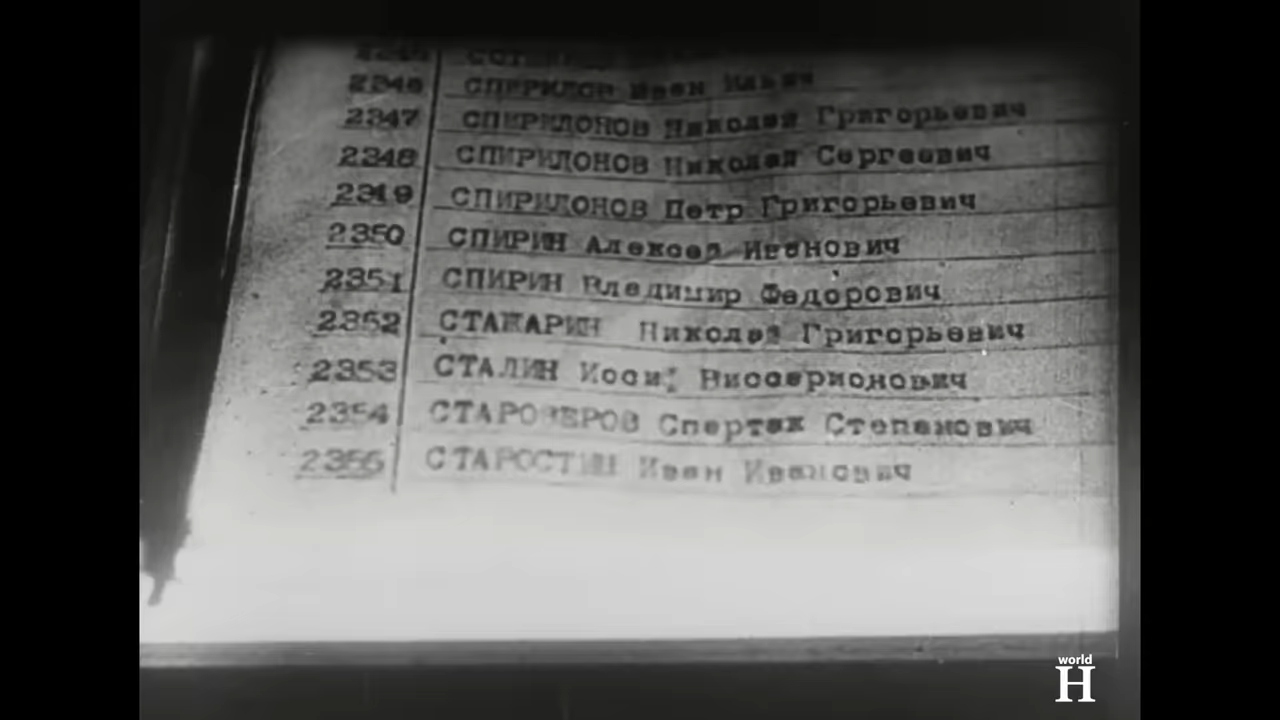 2346 СПИРИДОНОВ Иван Ильич
2347 СПИРИДОНОВ Николай Григорьевич
2348 СПИРИДОНОВ Николай Сергеевич
2349 СПИРИДОНОВ Петр Григорьевич
2350 СПИРИН Алексей Иванович
2351 СПИРИН Владимир Федорович
2352 СТАКАРИН Николай Григорьевич
2353 СТАЛИН Иосиф Виссарионович
2354 СТАРОВЕРОВ Спартак Степанович
2355 СТАРОСТИН Иван Иванович
world
H